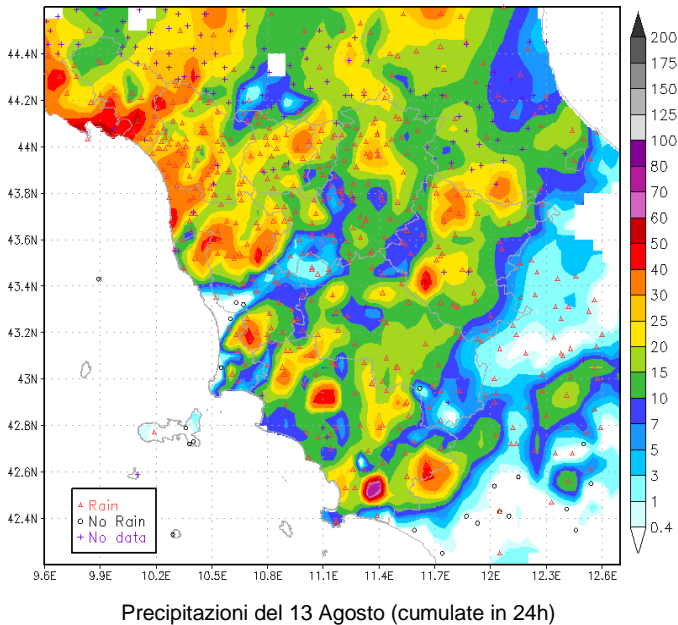 44.6N
44.4N
44.2N
44N
43.8N
43.6N
43.4N
43.2N
43N
42.8N
42.6N
42.4N
9.6E 9.9E 10.2E 10.5E 10.8E 11.1E 11.4E 11.7E 12E 12.3E 12.6E
Rain
No Rain
No data
200
175
150
125
100
80
70
60
50
40
30
20
15
10
7
5
3
1
0.4
Precipitazioni del 13 Agosto (cumulate in 24h)